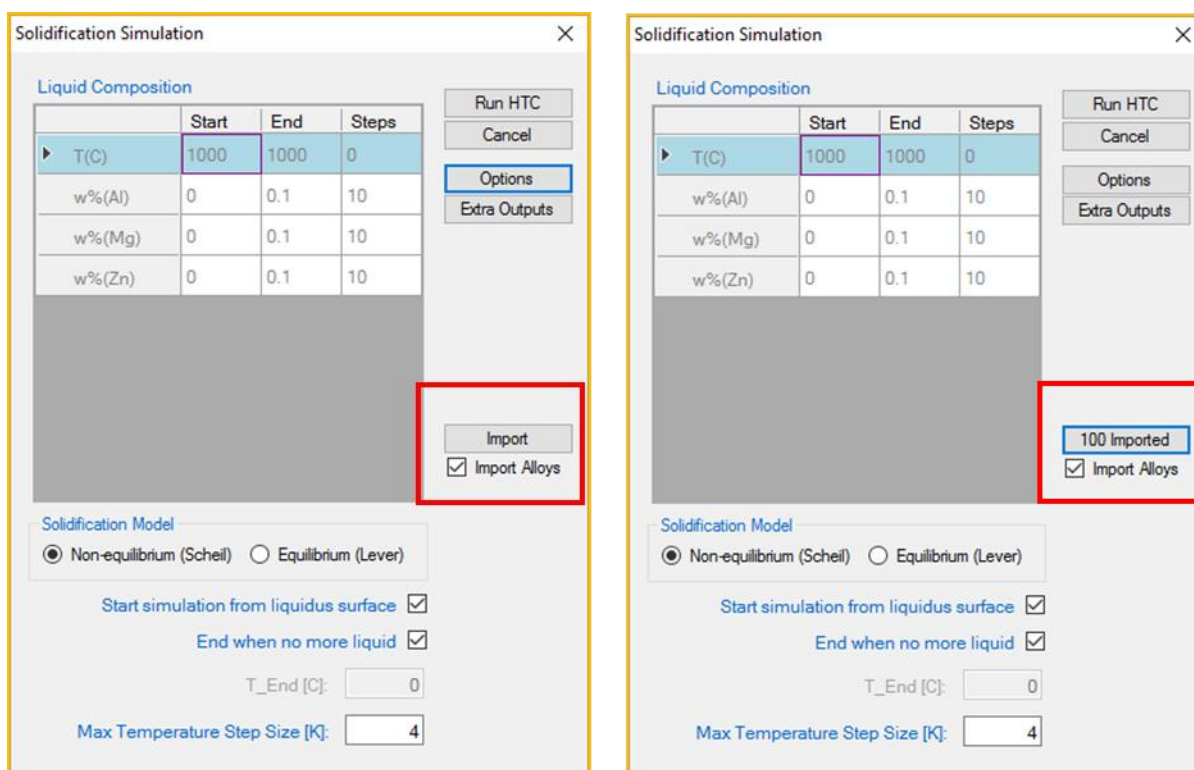 Solidification Simulation
Liquid Composition
Start End Steps
T(C) 1000 1000 0
w%(Al) 0 0.1 10
w%(Mg) 0 0.1 10
w%(Zn) 0 0.1 10
Run HTC
Cancel
Options
Extra Outputs
Import
Import Alloys
Solidification Model
Non-equilibrium (Scheil) Equilibrium (Lever)
Start simulation from liquidus surface
End when no more liquid
T_End [C]: 0
Max Temperature Step Size [K]: 4
Solidification Simulation
Liquid Composition
Start End Steps
T(C) 1000 1000 0
w%(Al) 0 0.1 10
w%(Mg) 0 0.1 10
w%(Zn) 0 0.1 10
Run HTC
Cancel
Options
Extra Outputs
100 Imported
Import Alloys
Solidification Model
Non-equilibrium (Scheil) Equilibrium (Lever)
Start simulation from liquidus surface
End when no more liquid
T_End [C]: 0
Max Temperature Step Size [K]: 4